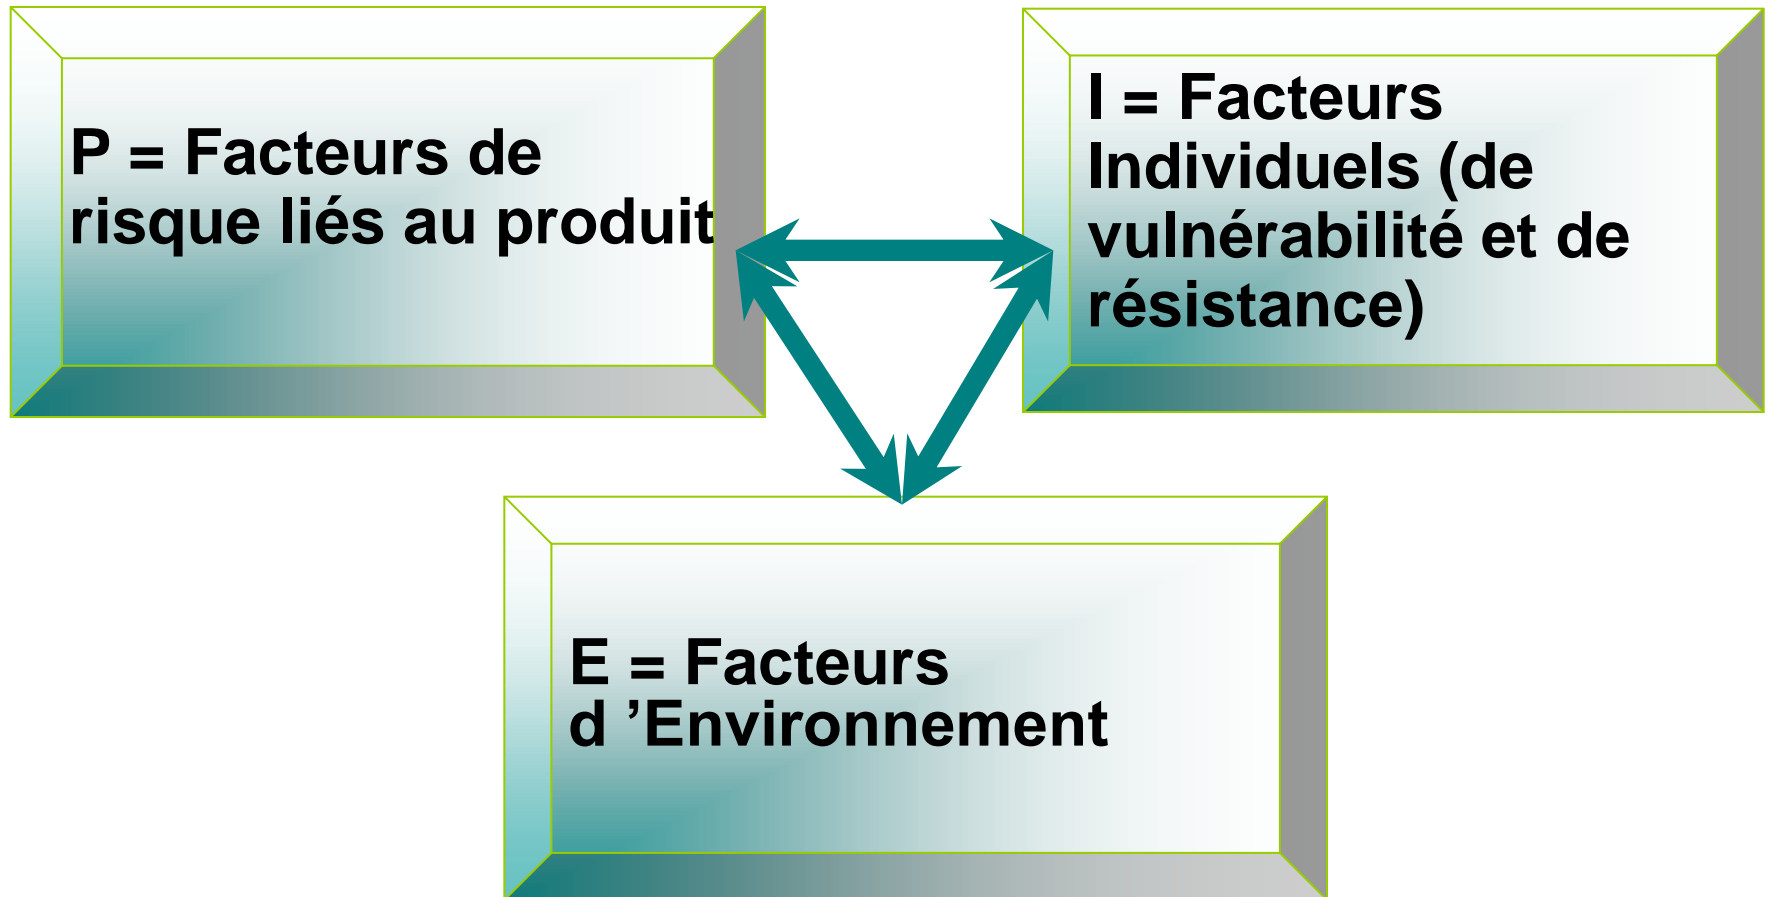 P = Facteurs de
risque liés au produit
I = Facteurs
Individuels (de
vulnérabilité et de
résistance)
E = Facteurs
d ’Environnement